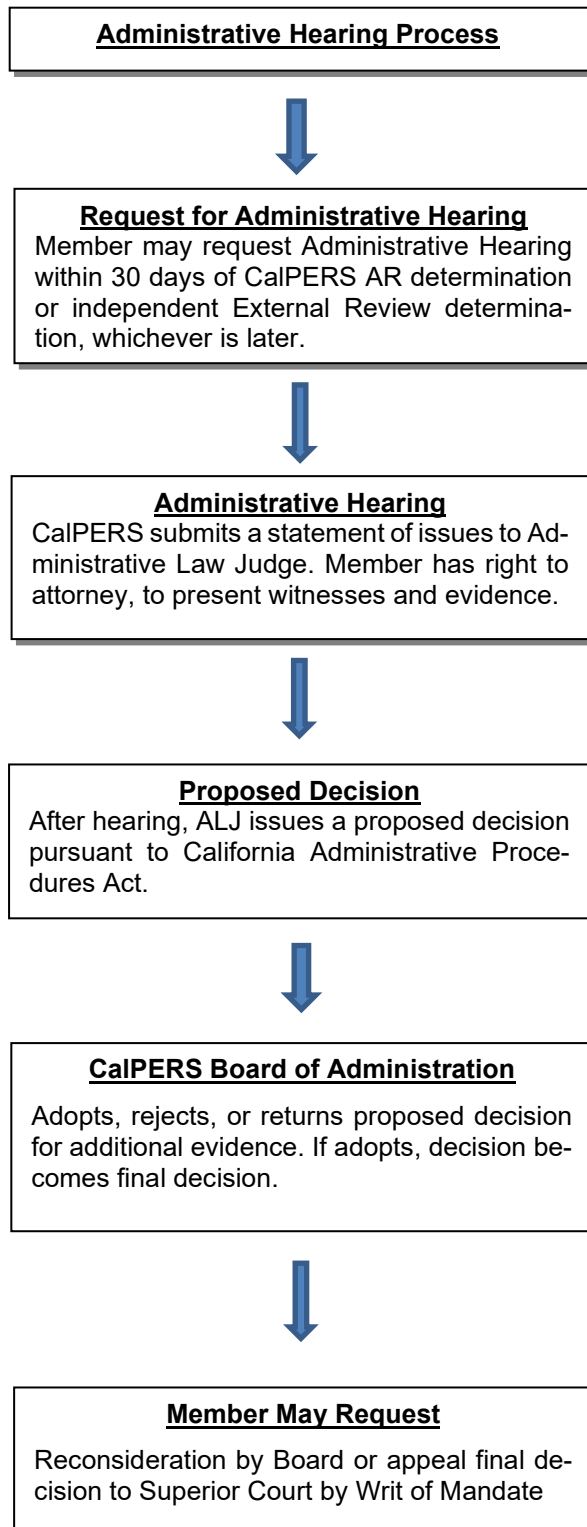 Administrative Hearing Process
Request for Administrative Hearing
Member may request Administrative Hearing
within 30 days of CalPERS AR determination
or independent External Review determina-
tion, whichever is later.
Administrative Hearing
CalPERS submits a statement of issues to Ad-
ministrative Law Judge. Member has right to
attorney, to present witnesses and evidence.
Proposed Decision
After hearing, ALJ issues a proposed decision
pursuant to California Administrative Proce-
dures Act.
CalPERS Board of Administration
Adopts, rejects, or returns proposed decision
for additional evidence. If adopts, decision be-
comes final decision.
Member May Request
Reconsideration by Board or appeal final de-
cision to Superior Court by Writ of Mandate